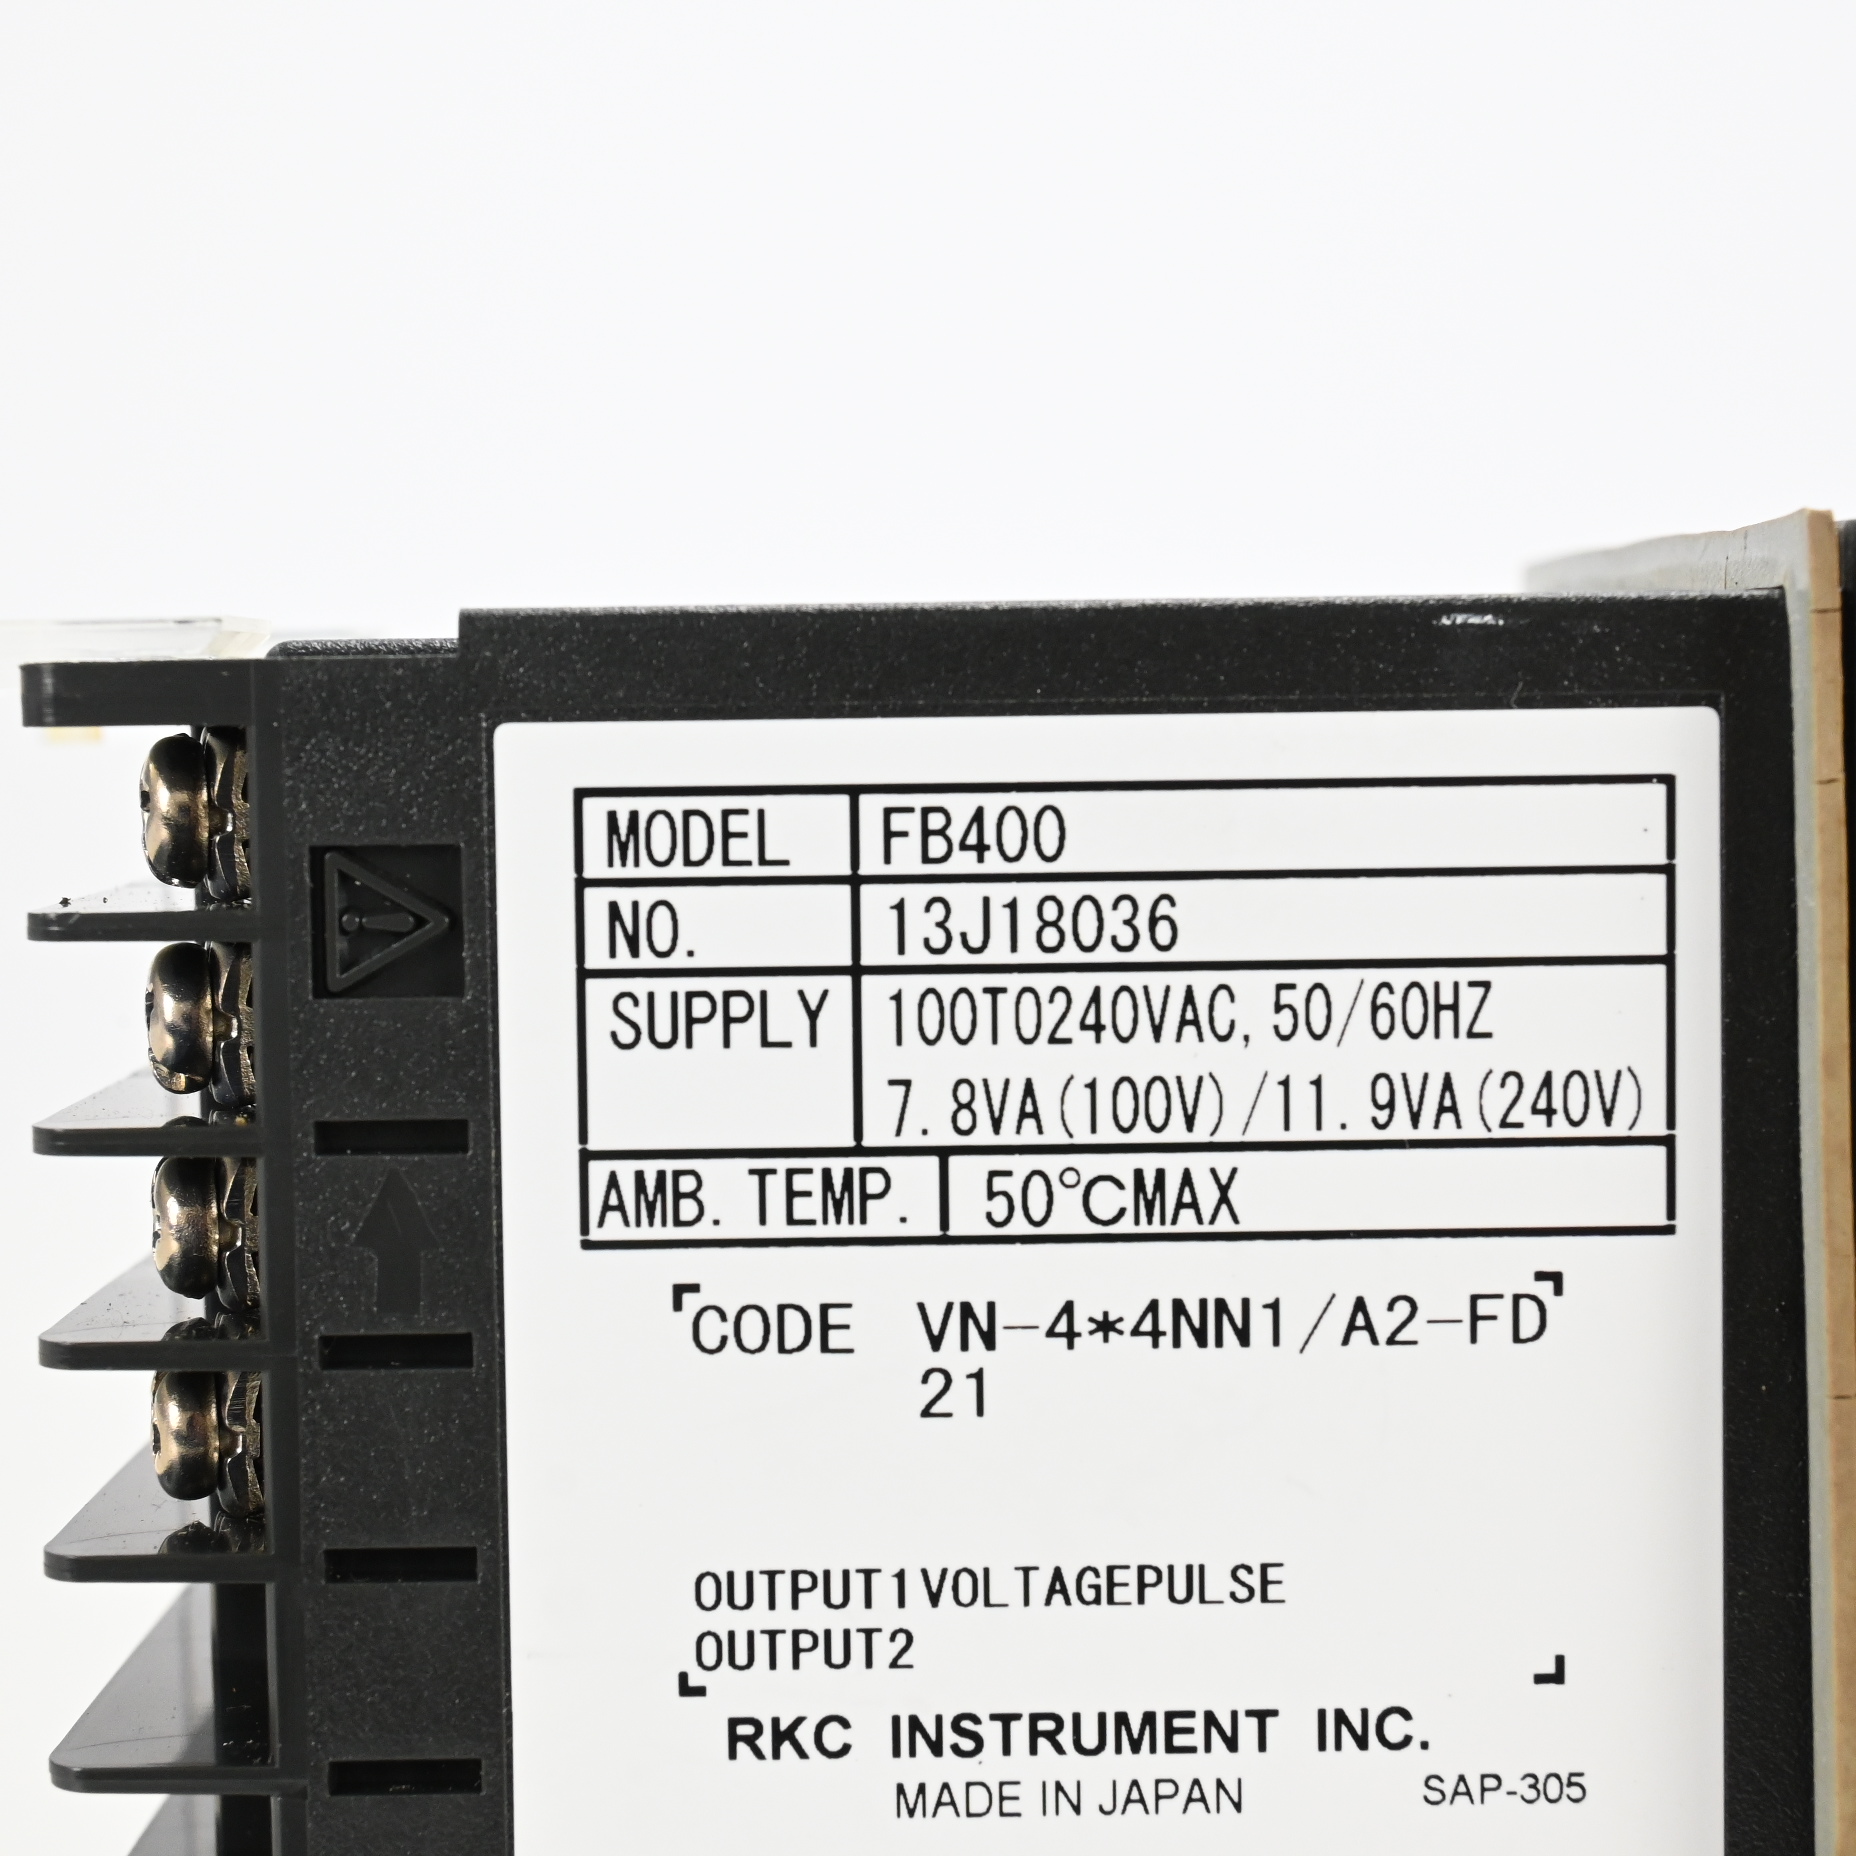 MODEL FB400
NO. 13J18036
SUPPLY 100TO240VAC, 50/60HZ
7.8VA(100V)/11.9VA(240V)
AMB. TEMP. 50℃MAX
CODE VN-4*4NN1/A2-FD
21
OUTPUT1VOLTAGEPULSE
OUTPUT2
RKC INSTRUMENT INC.
MADE IN JAPAN SAP-305